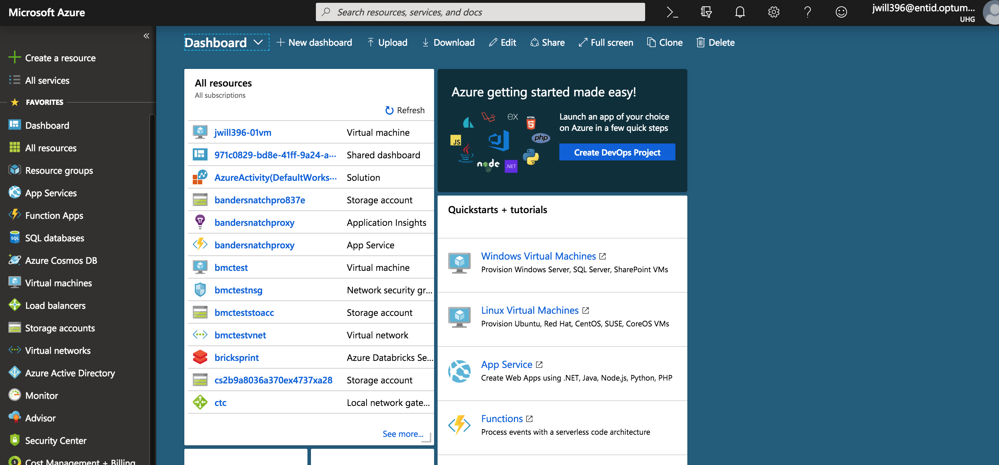 Microsoft Azure
Search resources, services, and docs
jwill396@entid.optum...
UHG
Create a resource
All services
FAVORITES
Dashboard
All resources
Resource groups
App Services
Function Apps
SQL databases
Azure Cosmos DB
Virtual machines
Load balancers
Storage accounts
Virtual networks
Azure Active Directory
Monitor
Advisor
Security Center
Cost Management + Billing
Dashboard
New dashboard
Upload
Download
Edit
Share
Full screen
Clone
Delete
All resources
All subscriptions
Refresh
jwill396-01vm Virtual machine
971c0829-bd8e-41ff-9a24-a... Shared dashboard
AzureActivity(DefaultWorks... Solution
bandersnatchpro837e Storage account
bandersnatchproxy Application Insights
bandersnatchproxy App Service
bmctest Virtual machine
bmctestnsg Network security gr...
bmcteststoacc Storage account
bmctestvnet Virtual network
bricksprint Azure Databricks Se...
cs2b9a8036a370ex4737xa28 Storage account
ctc Local network gate...
See more...
Azure getting started made easy!
ex
HTML
5
JS
php
node
JS
.NET
Launch an app of your choice
on Azure in a few quick steps
Create DevOps Project
Quickstarts + tutorials
Windows Virtual Machines
Provision Windows Server, SQL Server, SharePoint VMs
Linux Virtual Machines
Provision Ubuntu, Red Hat, CentOS, SUSE, CoreOS VMs
App Service
Create Web Apps using .NET, Java, Node.js, Python, PHP
Functions
Process events with a serverless code architecture